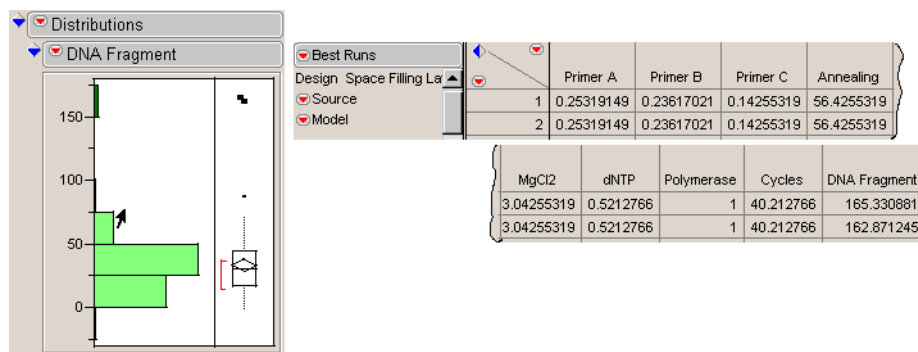 Distributions
DNA Fragment
150
100
50
0
Best Runs
Design Space Filling La
Source
Model
Primer A Primer B Primer C Annealing
1 0.25319149 0.23617021 0.14255319 56.4255319
2 0.25319149 0.23617021 0.14255319 56.4255319
MgCl2 dNTP Polymerase Cycles DNA Fragment
3.04255319 0.5212766 1 40.212766 165.330881
3.04255319 0.5212766 1 40.212766 162.871245